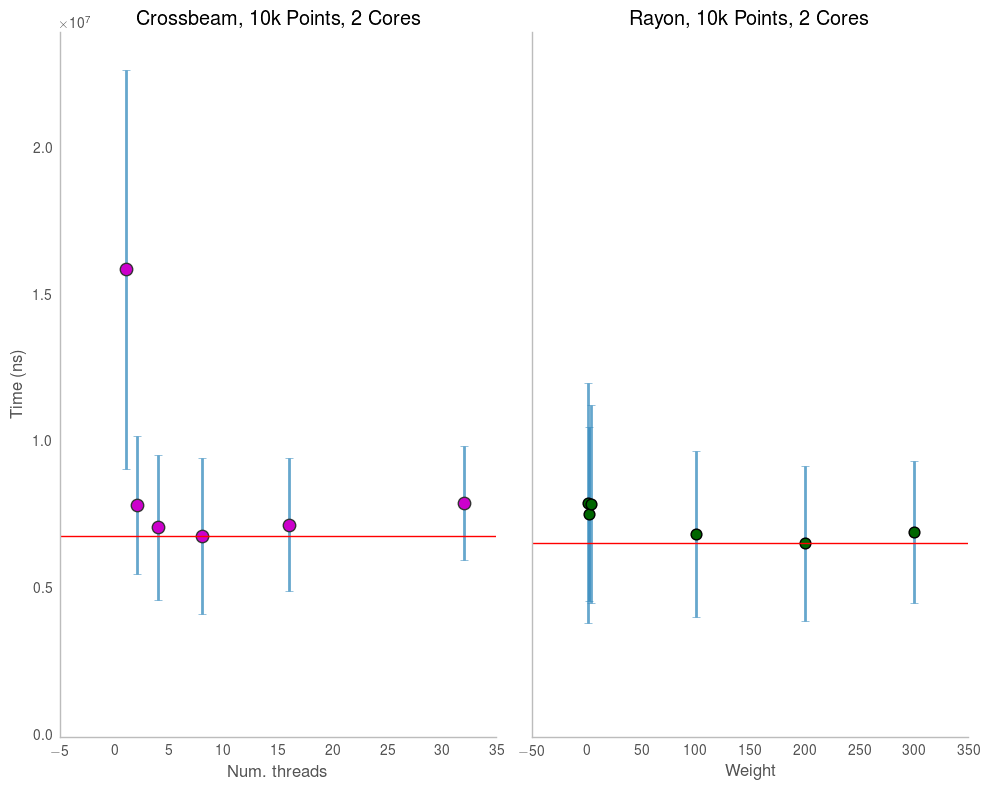 Crossbeam, 10k Points, 2 Cores
Rayon, 10k Points, 2 Cores
×10⁷
2.0
1.5
1.0
0.5
0.0
Time (ns)
−5 0 5 10 15 20 25 30 35
−50 0 50 100 150 200 250 300 350
Num. threads
Weight